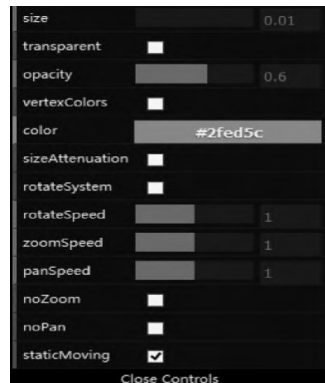 size 0.01
transparent
opacity 0.6
vertexColors
color #2fed5c
sizeAttenuation
rotateSystem
rotateSpeed 1
zoomSpeed 1
panSpeed 1
noZoom
noPan
staticMoving
Close Controls